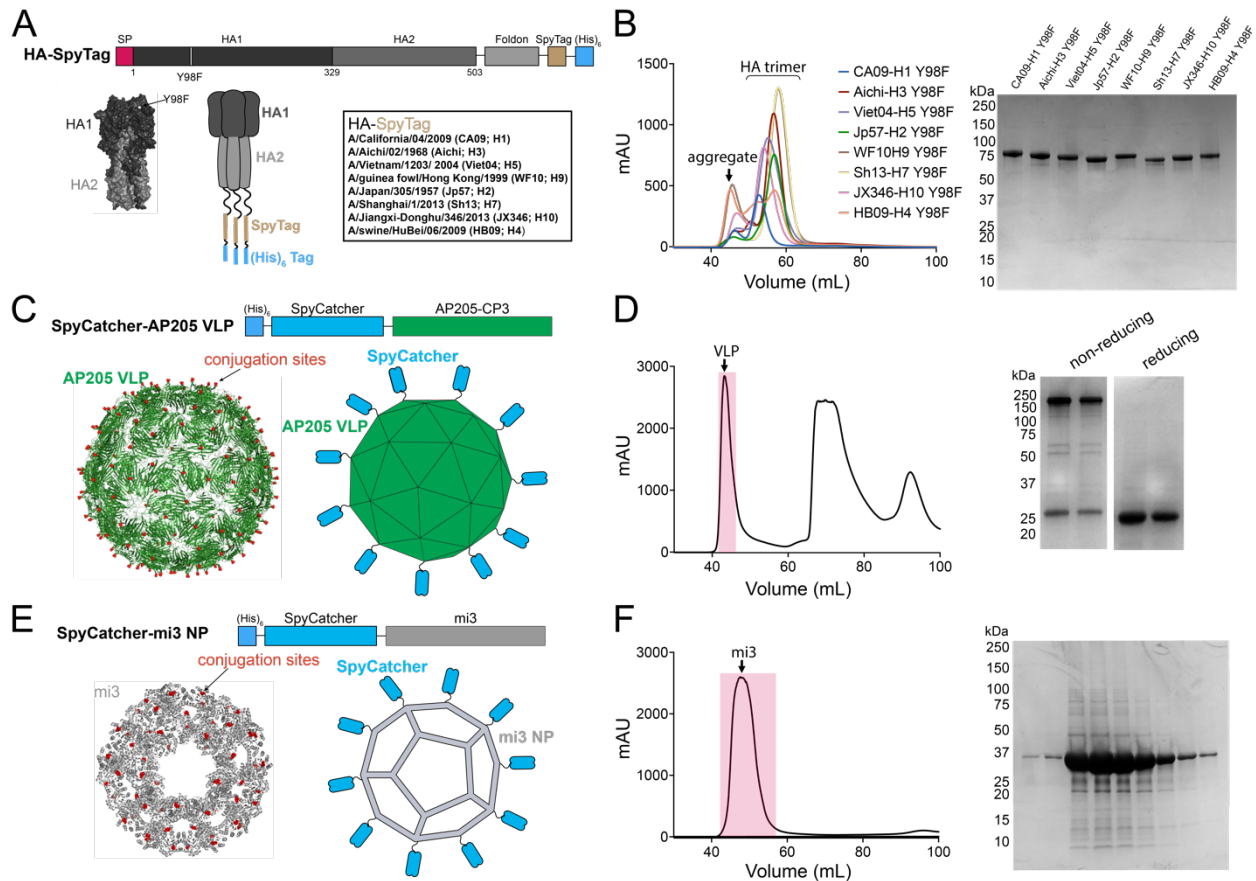 A
SP
HA1
HA2
Foldon
SpyTag
(His)6
HA-SpyTag
1
Y98F
329
503
Y98F
HA1
HA2
HA1
HA2
SpyTag
(His)6 Tag
HA-SpyTag
A/California/04/2009 (CA09; H1)
A/Aichi/02/1968 (Aichi; H3)
A/Vietnam/1203/ 2004 (Viet04; H5)
A/guinea fowl/Hong Kong/1999 (WF10; H9)
A/Japan/305/1957 (Jp57; H2)
A/Shanghai/1/2013 (Sh13; H7)
A/Jiangxi-Donghu/346/2013 (JX346; H10)
A/swine/HuBei/06/2009 (HB09; H4)
B
HA trimer
aggregate
mAU
1500
1000
500
0
40 60 80 100
Volume (mL)
CA09-H1 Y98F
Aichi-H3 Y98F
Viet04-H5 Y98F
Jp57-H2 Y98F
WF10H9 Y98F
Sh13-H7 Y98F
JX346-H10 Y98F
HB09-H4 Y98F
CA09-H1 Y98F
Aichi-H3 Y98F
Viet04-H5 Y98F
Jp57-H2 Y98F
WF10-H9 Y98F
Sh13-H7 Y98F
JX346-H10 Y98F
HB09-H4 Y98F
kDa
250
150
100
75
50
37
25
20
15
10
C
(His)6
SpyCatcher
AP205-CP3
SpyCatcher-AP205 VLP
conjugation sites
AP205 VLP
SpyCatcher
AP205 VLP
D
VLP
mAU
3000
2000
1000
0
40 60 80 100
Volume (mL)
non-reducing
reducing
kDa
250
150
100
75
50
37
25
20
E
(His)6
SpyCatcher
mi3
SpyCatcher-mi3 NP
conjugation sites
mi3
SpyCatcher
mi3 NP
F
mi3
mAU
3000
2000
1000
0
40 60 80 100
Volume (mL)
kDa
250
150
100
75
50
37
25
20
15
10